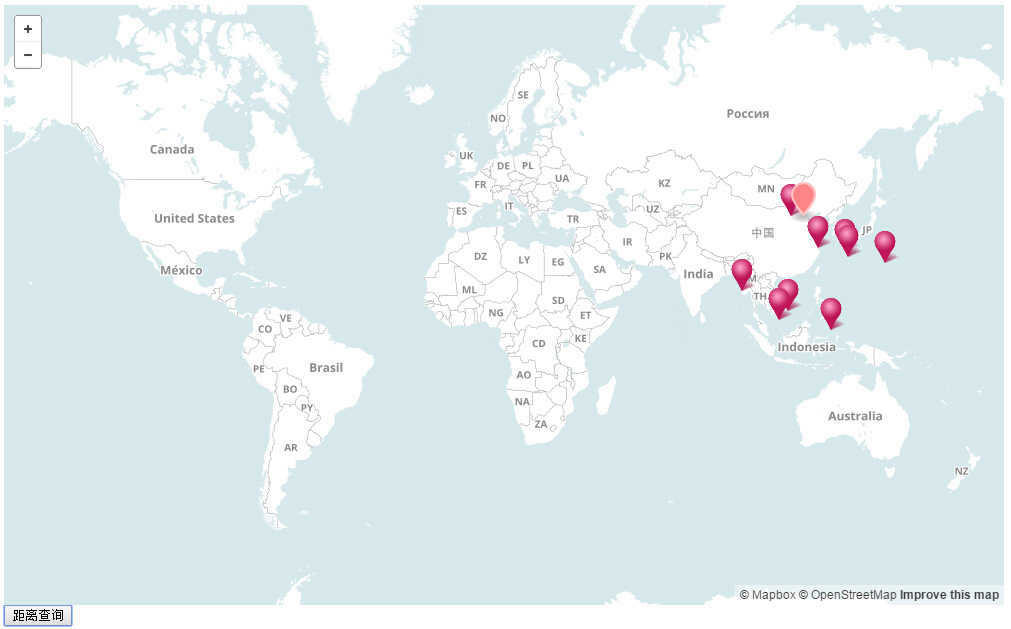 +
−
SE
NO
Россия
Canada
UK
DE
PL
UA
FR
KZ
MN
IT
ES
UZ
United States
TR
JP
中国
IR
DZ
LY
EG
PK
SA
India
México
M
ML
TH
SD
NG
ET
VE
CO
KE
CD
Indonesia
PE
Brasil
AO
BO
NA
PY
Australia
ZA
AR
NZ
© Mapbox © OpenStreetMap Improve this map
距离查询